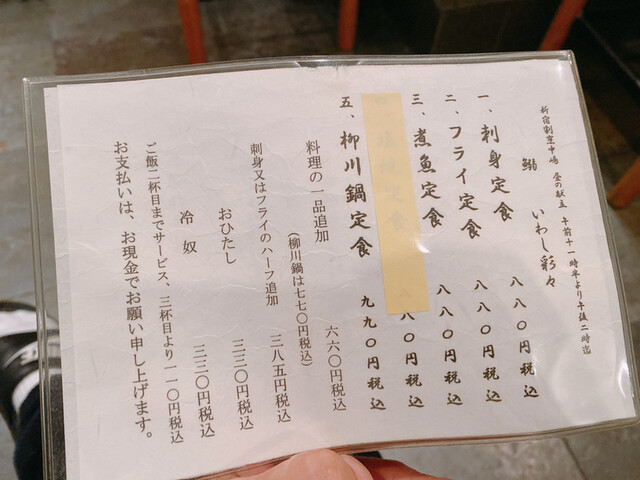 新宿割烹中嶋 昼の献立 午前十一時半より午後二時迄
鰯 いわし彩々
一、刺身定食 八八〇円税込
二、フライ定食 八八〇円税込
三、煮魚定食 八八〇円税込
八八〇円税込
五、柳川鍋定食 九九〇円税込
料理の一品追加 六六〇円税込
(柳川鍋は七七〇円税込)
刺身又はフライのハーフ追加 三八五円税込
おひたし 三三〇円税込
冷奴 三三〇円税込
ご飯二杯目までサービス、三杯目より一一〇円税込
お支払いは、お現金でお願い申し上げます。